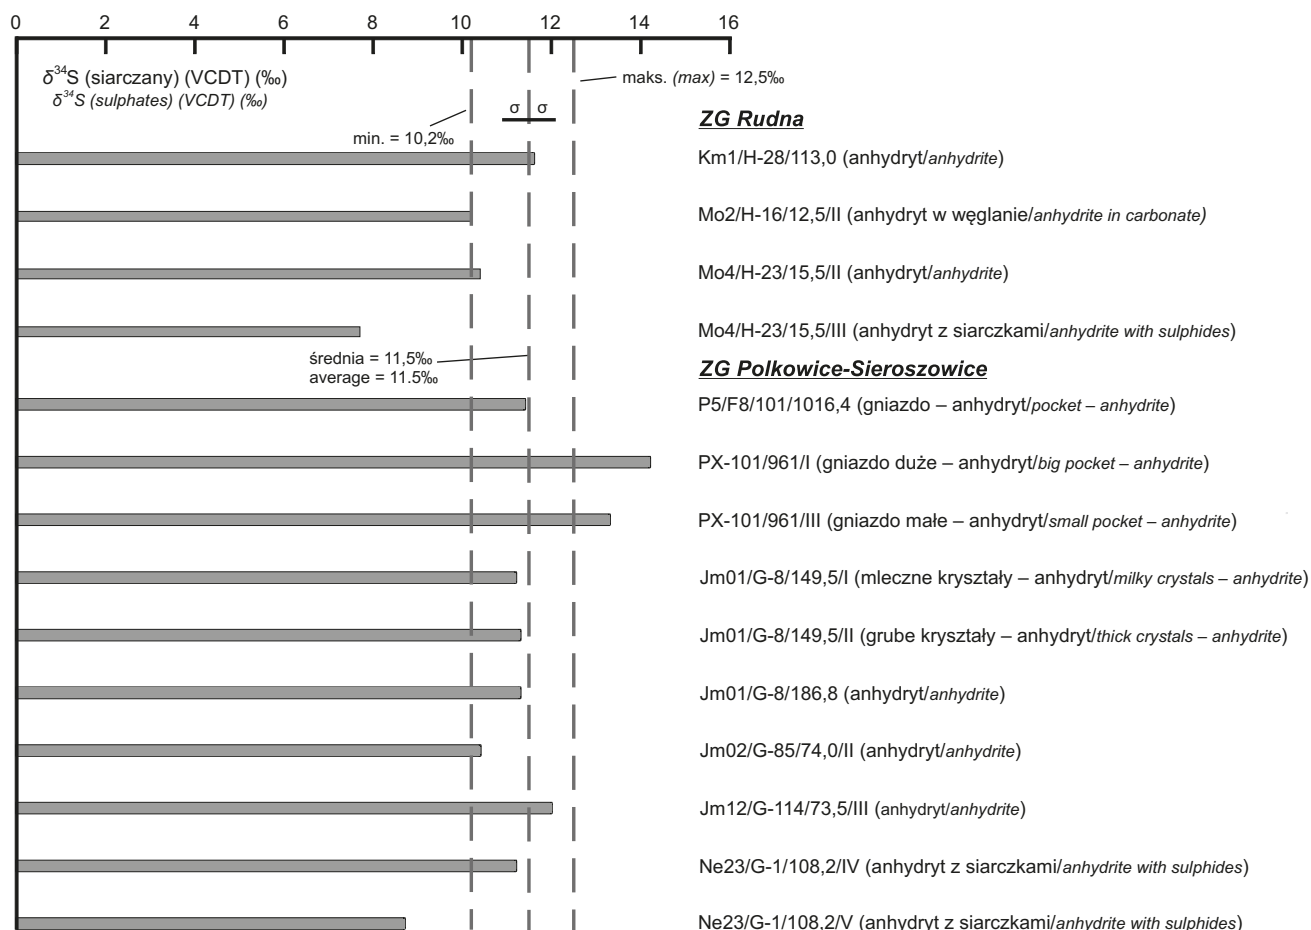 0 2 4 6 8 10 12 14 16
δ34S (siarczany) (VCDT) (‰)
δ34S (sulphates) (VCDT) (‰)
maks. (max) = 12,5‰
σ σ
min. = 10,2‰
ZG Rudna
Km1/H-28/113,0 (anhydryt/anhydrite)
Mo2/H-16/12,5/II (anhydryt w węglanie/anhydrite in carbonate)
Mo4/H-23/15,5/II (anhydryt/anhydrite)
Mo4/H-23/15,5/III (anhydryt z siarczkami/anhydrite with sulphides)
średnia = 11,5‰
average = 11.5‰
ZG Polkowice-Sieroszowice
P5/F8/101/1016,4 (gniazdo – anhydryt/pocket – anhydrite)
PX-101/961/I (gniazdo duże – anhydryt/big pocket – anhydrite)
PX-101/961/III (gniazdo małe – anhydryt/small pocket – anhydrite)
Jm01/G-8/149,5/I (mleczne kryształy – anhydryt/milky crystals – anhydrite)
Jm01/G-8/149,5/II (grube kryształy – anhydryt/thick crystals – anhydrite)
Jm01/G-8/186,8 (anhydryt/anhydrite)
Jm02/G-85/74,0/II (anhydryt/anhydrite)
Jm12/G-114/73,5/III (anhydryt/anhydrite)
Ne23/G-1/108,2/IV (anhydryt z siarczkami/anhydrite with sulphides)
Ne23/G-1/108,2/V (anhydryt z siarczkami/anhydrite with sulphides)